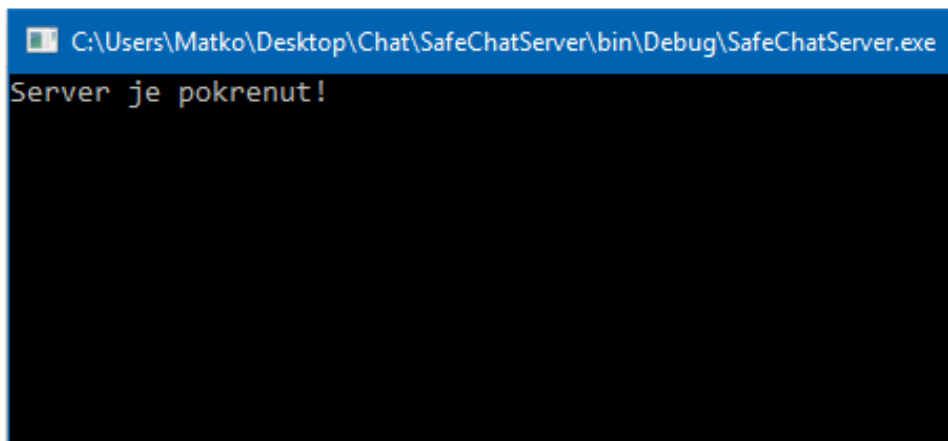 C:\Users\Matko\Desktop\Chat\SafeChatServer\bin\Debug\SafeChatServer.exe
Server je pokrenut!